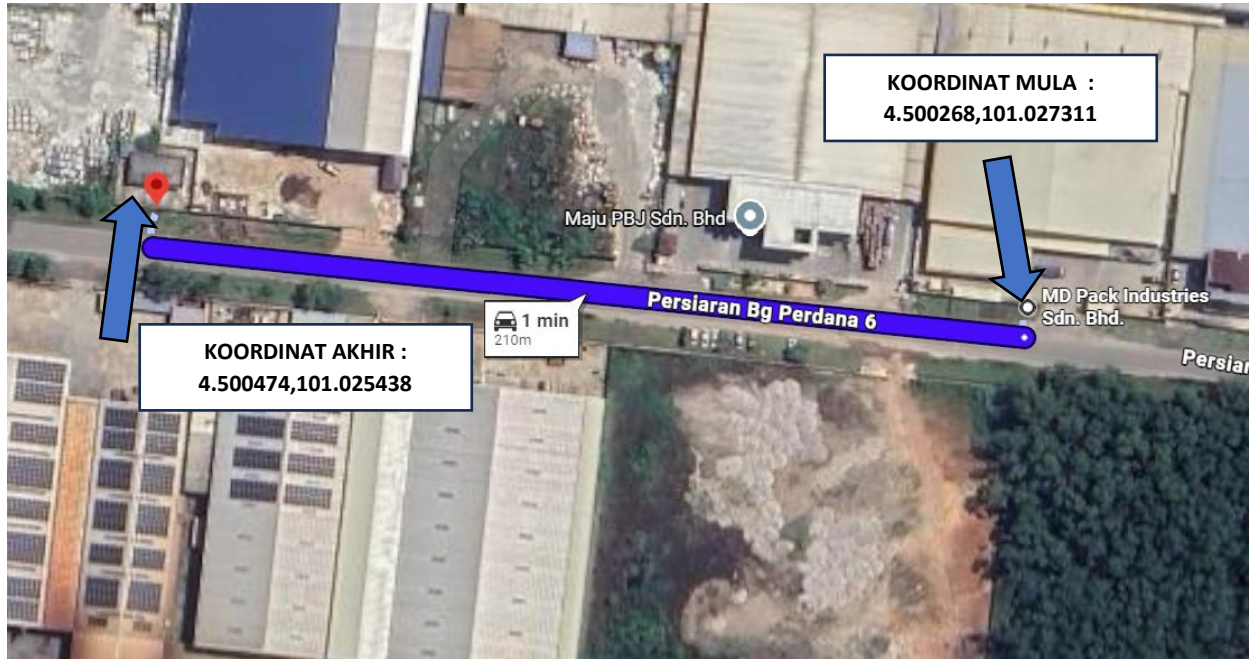 KOORDINAT MULA :
4.500268,101.027311
Maju PBJ Sdn. Bhd
MD Pack Industries
Sdn. Bhd.
Persiaran Bg Perdana 6
1 min
210m
Persiar
KOORDINAT AKHIR :
4.500474,101.025438